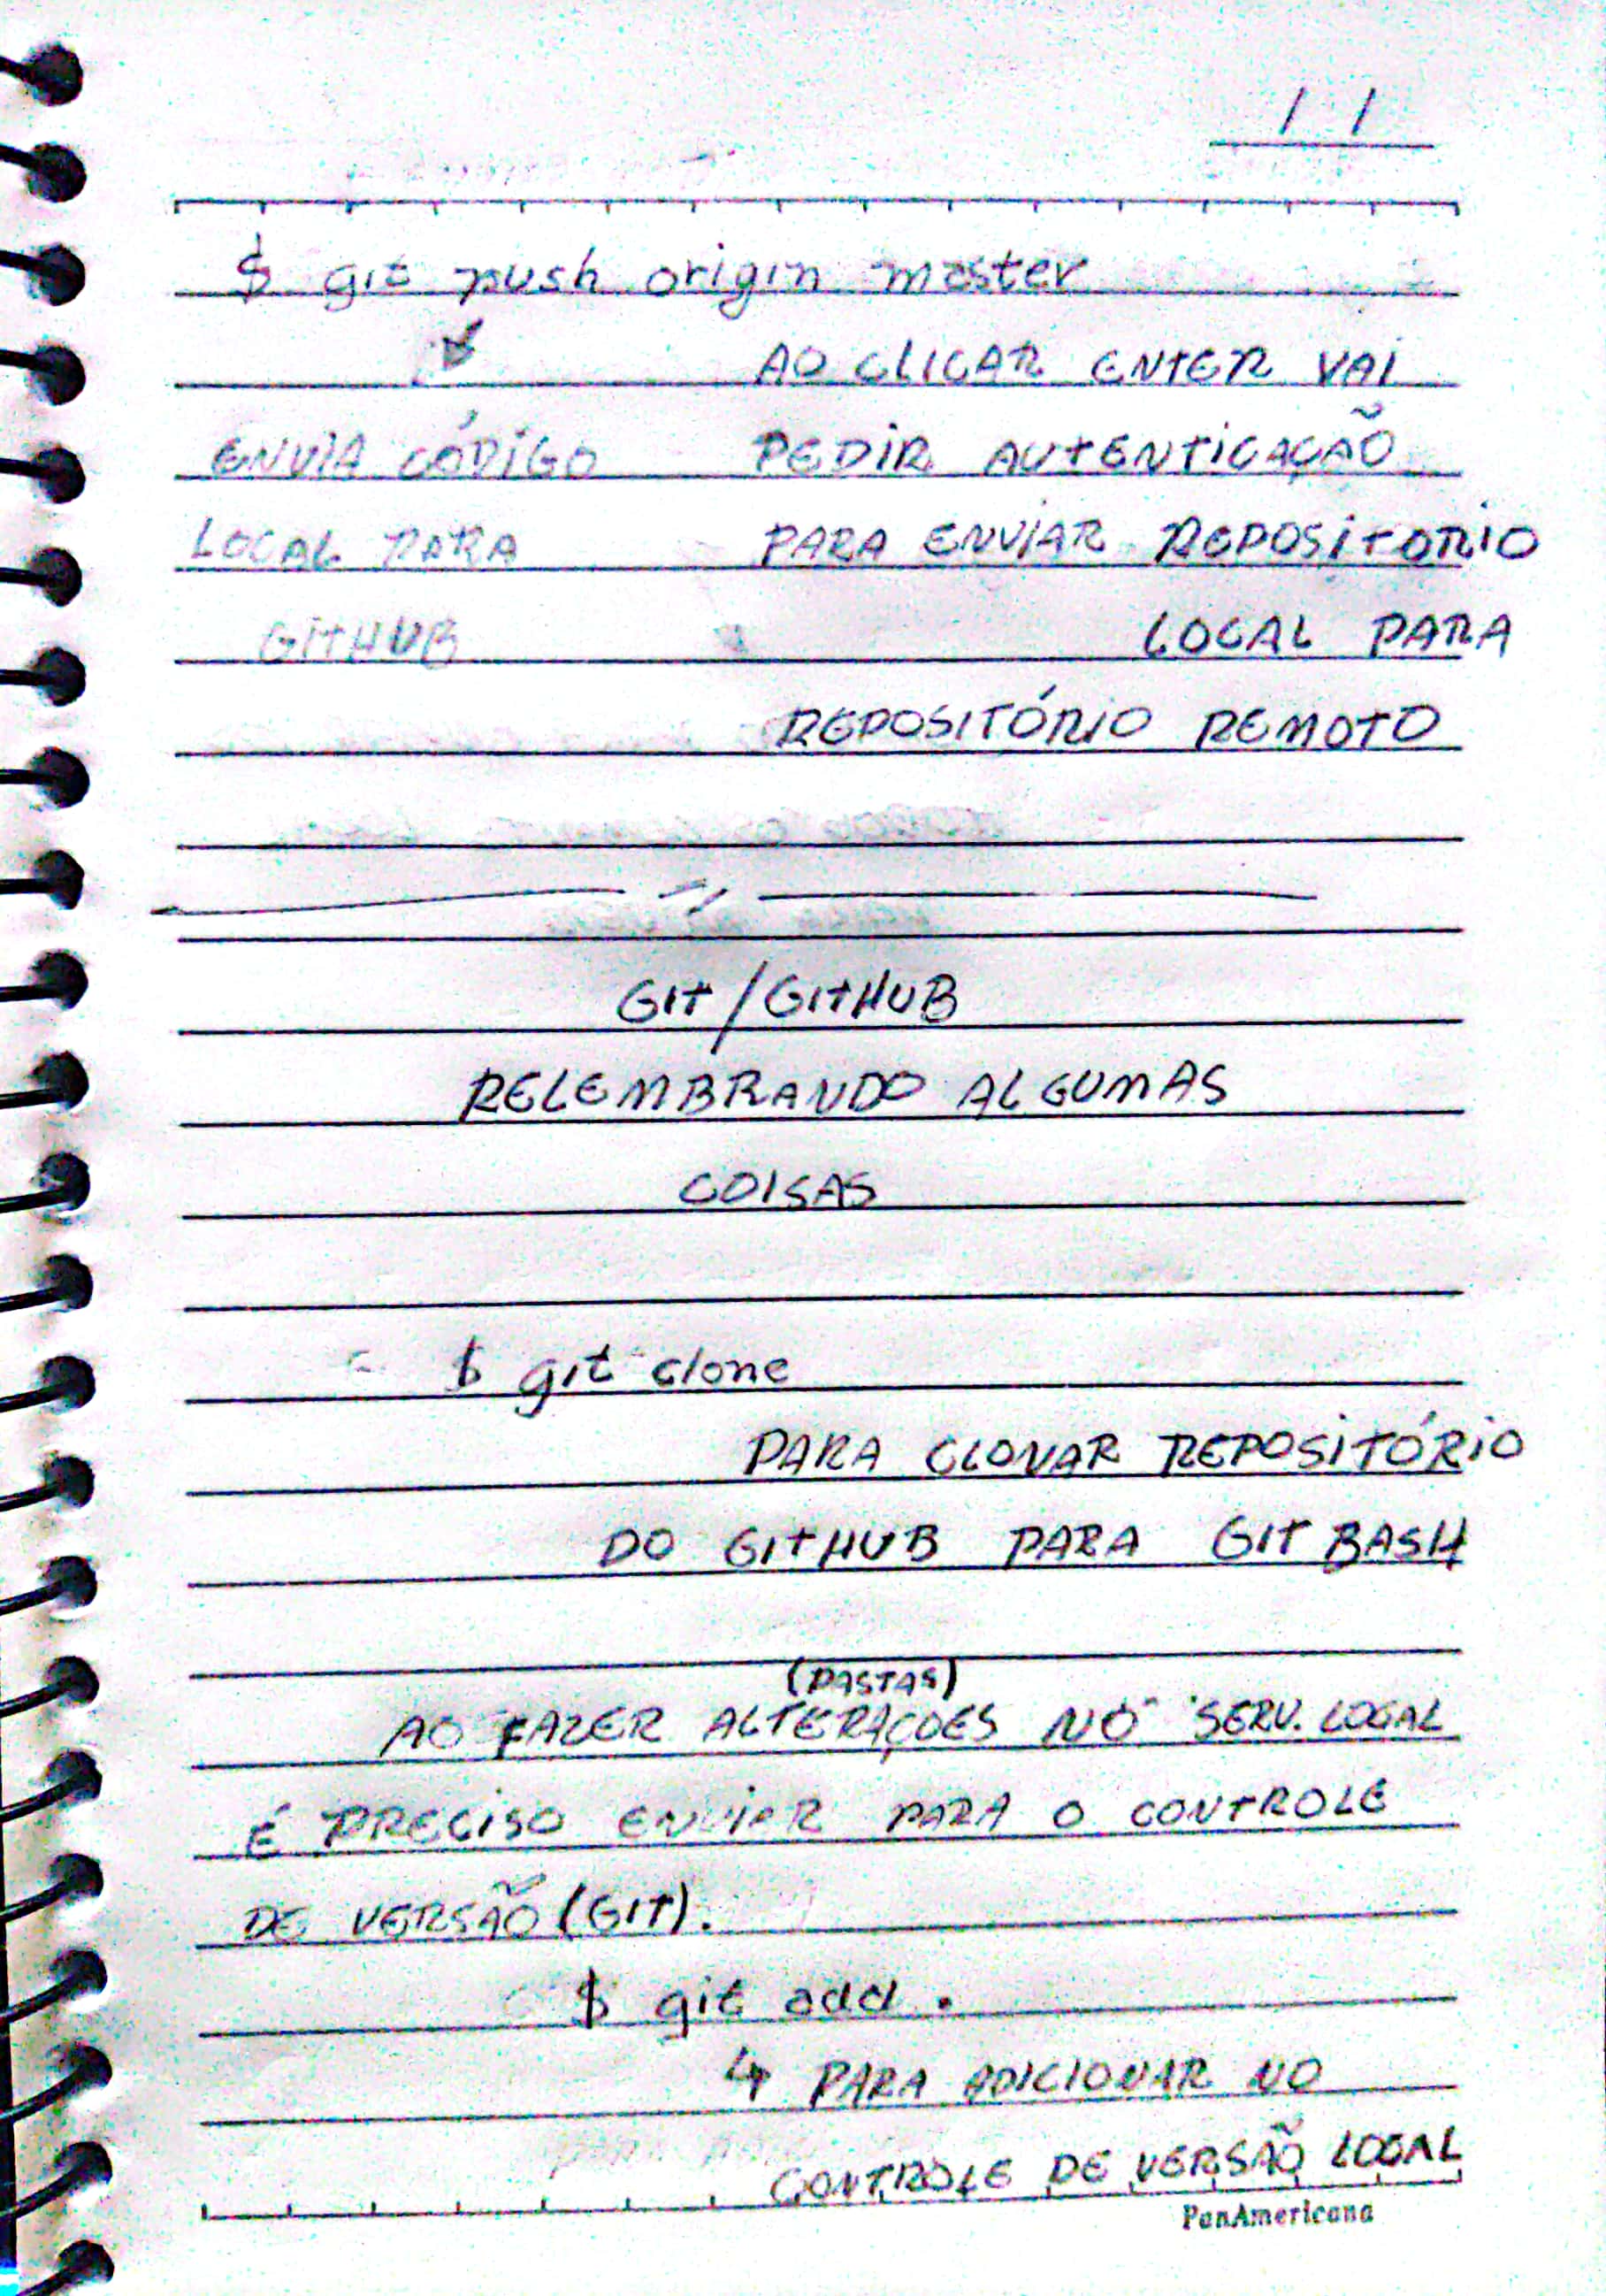 / /
$ git push origin master
AO CLICAR ENTER VAI
ENVIA CÓDIGO PEDIR AUTENTICAÇÃO
LOCAL PARA PARA ENVIAR REPOSITORIO
GITHUB LOCAL PARA
REPOSITÓRIO REMOTO
GIT/GITHUB
RELEMBRANDO ALGUMAS
COISAS
$ git clone
PARA CLONAR REPOSITÓRIO
DO GITHUB PARA GIT BASH
(PASTAS)
AO FAZER ALTERAÇOES NO SERV. LOCAL
É PRECISO ENVIAR PARA O CONTROLE
DE VERSÃO (GIT).
$ git add .
↳ PARA ADICIONAR NO
CONTROLE DE VERSÃO LOCAL
PanAmericana